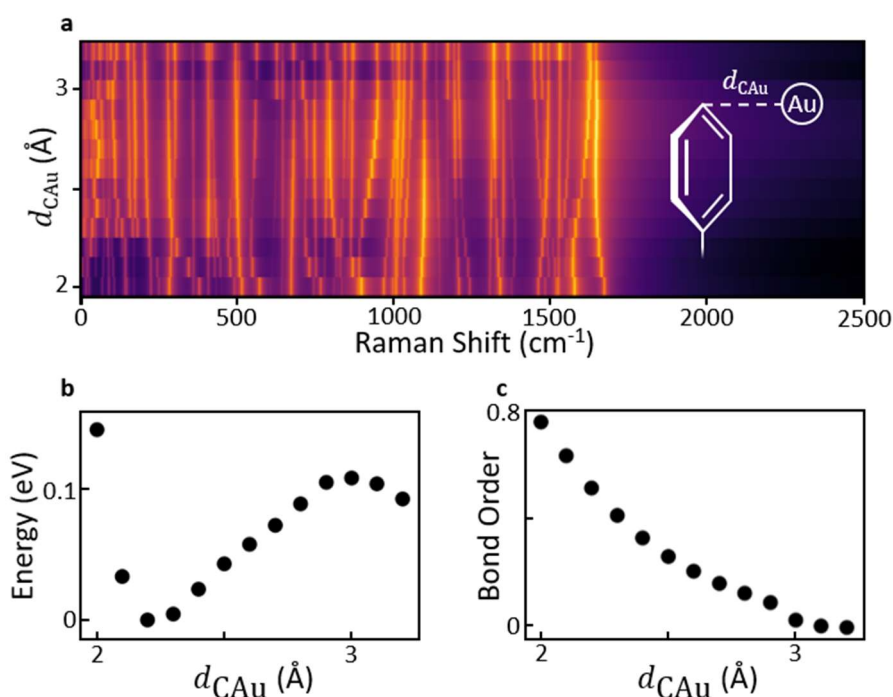 a
3
2
d_CAu (Å)
d_CAu
Au
0 500 1000 1500 2000 2500
Raman Shift (cm⁻¹)
b
Energy (eV)
0.1
0
2 3
d_CAu (Å)
c
Bond Order
0.8
0
2 3
d_CAu (Å)